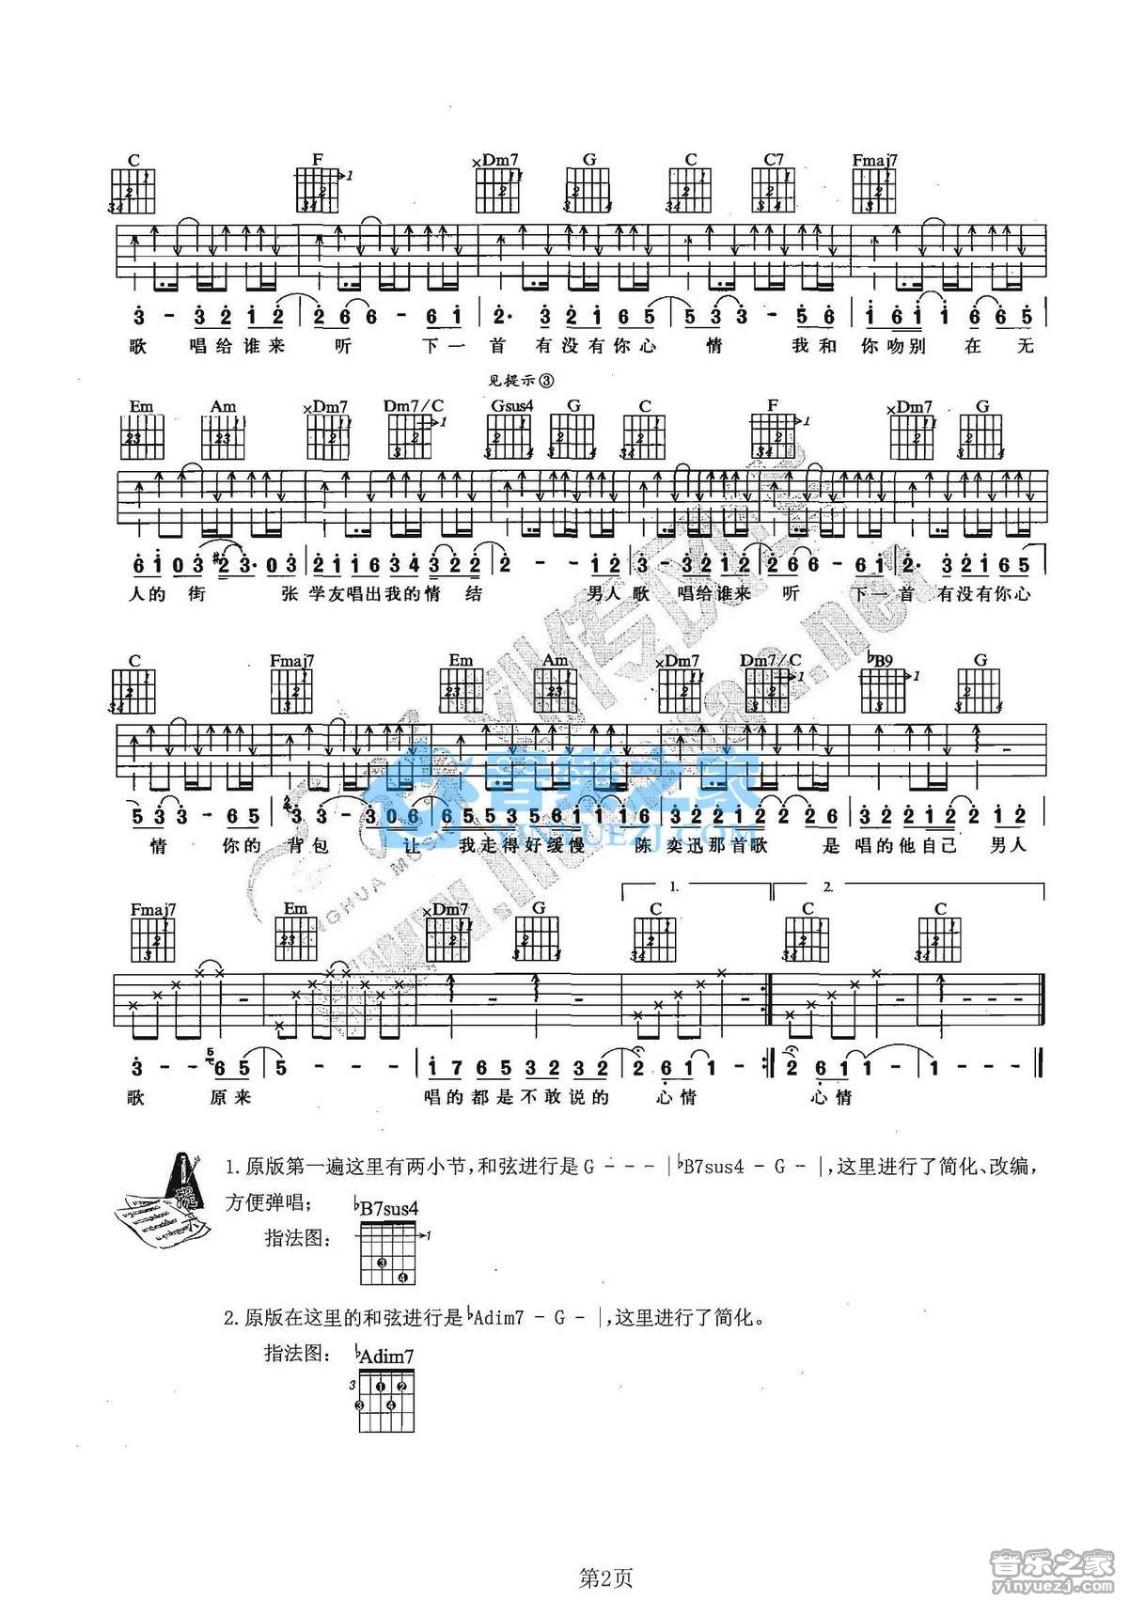 C F ×Dm7 G C C7 Fmaj7
3 - 3 2 1 2 | 2 6 6 - 6 1 | 2· 3 2 1 6 5 | 5 3 3 - 5 6 | 1 6 1 1 6 6 5 |
歌 唱给谁来 听 下一 首 有没有你心 情 我和 你吻别 在 无
见提示③
Em Am ×Dm7 Dm7/C Gsus4 G C F ×Dm7 G
6 1 0 3 #2 3· 0 3 | 2 1 1 6 3 2 2 | 2 - - 1 2 | 3 - 3 2 1 2 | 2 6 6 - 6 1 | 2· 3 2 1 6 5
人的 街 张 学友唱出我的情 结 男人 歌 唱给谁来 听 下一首 有没有你心
C Fmaj7 Em Am ×Dm7 Dm7/C ♭B9 G
5 3 3 - 6 5 | 3 3 - 3 0 6 | 6 5 5 3 5 6 1 1 1 6 | 3 2 2 1 2 2 2 6 | 3 2 2 1 2 2 1 2
情 你的 背包 让 我走得好缓慢 陈 奕迅那首歌 是 唱的他自己 男人
1. 2.
Fmaj7 Em ×Dm7 G C C C
3 - - 6 5 | 5 - - - | 1 7 6 5 3 2 3 2 | 2 6 1 1 - :‖ 2 6 1 1 - | 1 - - - ‖
歌 原来 唱的都是不敢说的 心情 心情
1.原版第一遍这里有两小节,和弦进行是 G - - - | ♭B7sus4 - G - |,这里进行了简化、改编,
方便弹唱;
♭B7sus4
指法图:
1
2.原版在这里的和弦进行是♭Adim7 - G - |,这里进行了简化。
指法图: ♭Adim7
3
音樂之家
YINYUEZJ.COM
第2页
音乐之家
yinyuezj.com